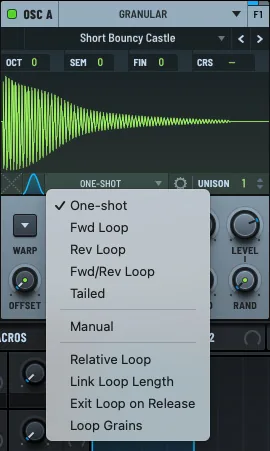 OSC A GRANULAR F1
Short Bouncy Castle
OCT 0 SEM 0 FIN 0 CRS –
ONE-SHOT UNISON 1
One-shot
Fwd Loop
Rev Loop
Fwd/Rev Loop
Tailed
Manual
Relative Loop
Link Loop Length
Exit Loop on Release
Loop Grains
WARP LEVEL
OFFSET RAND
ACROS 2